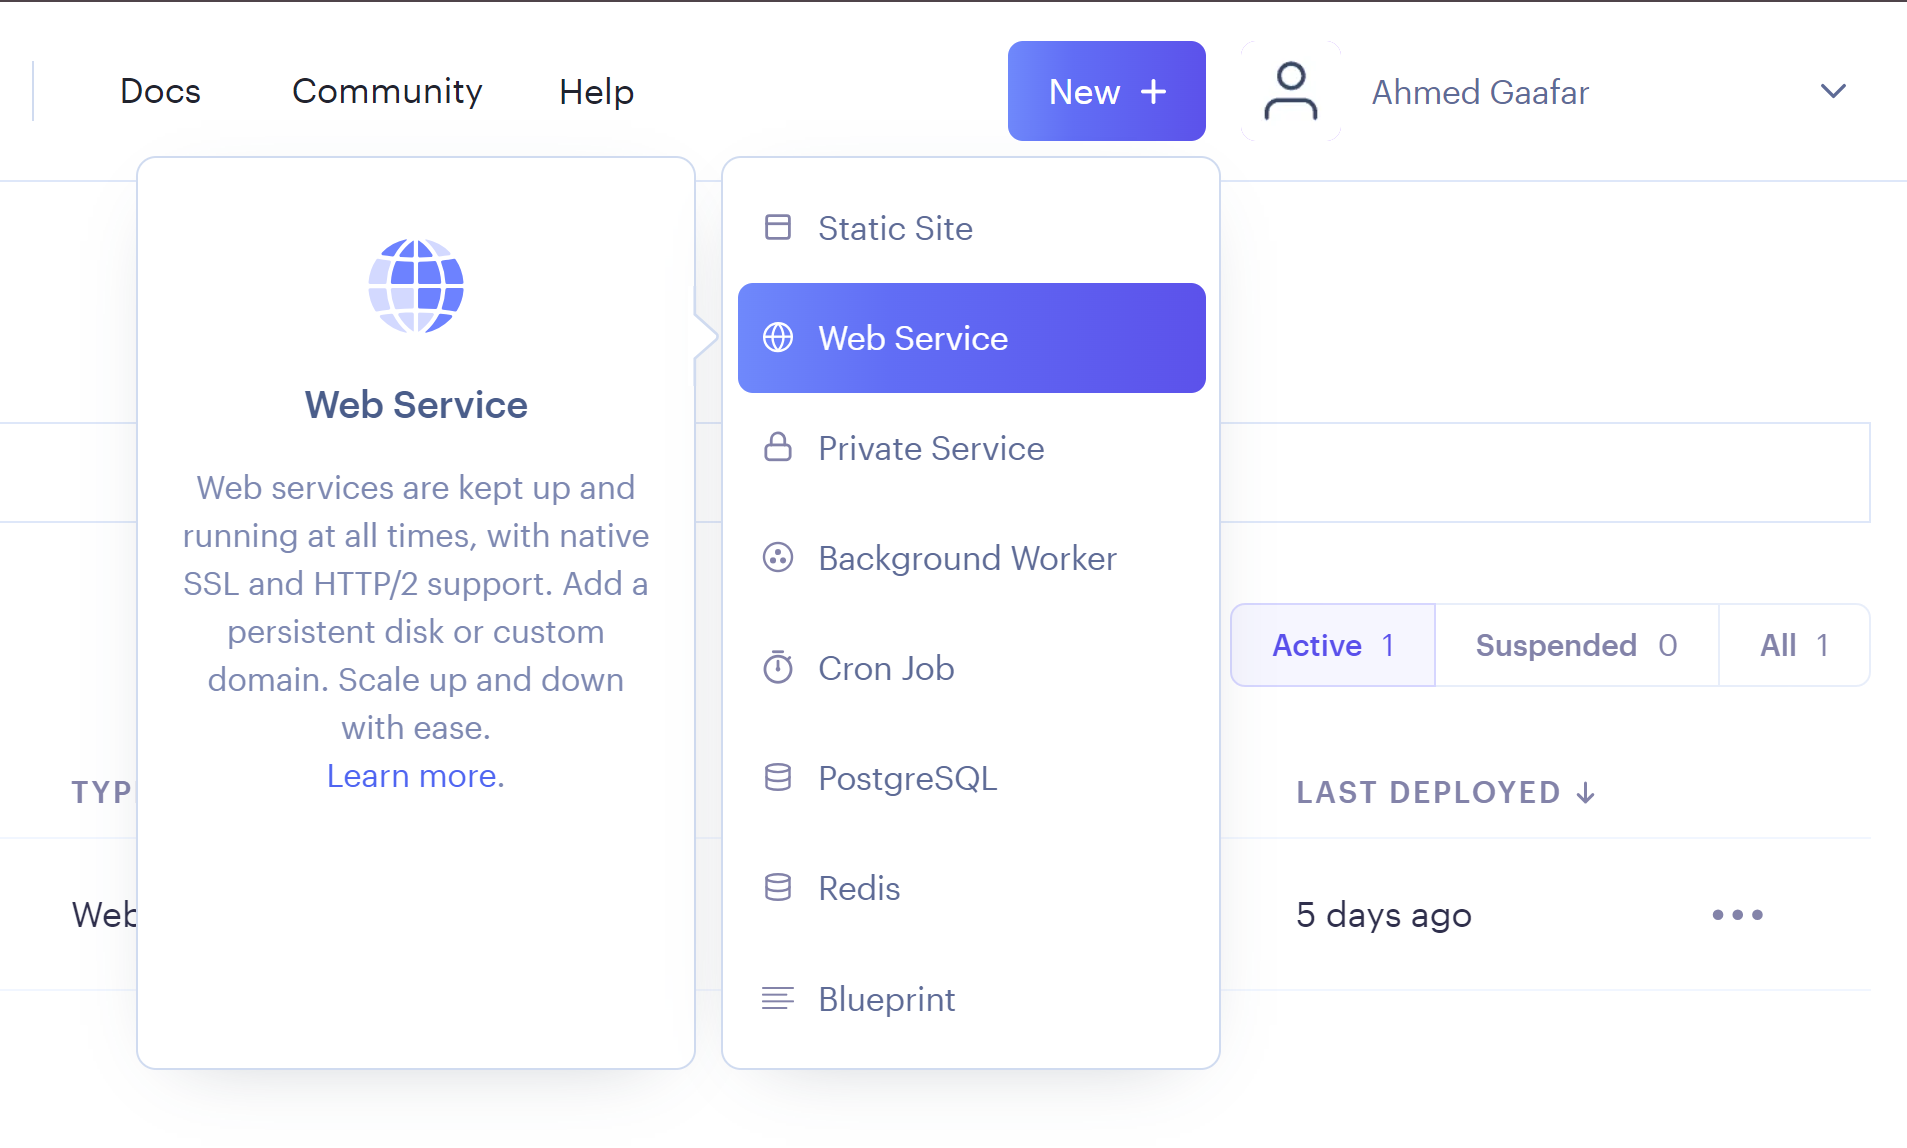 Docs Community Help New + Ahmed Gaafar
Web Service
Web services are kept up and
running at all times, with native
SSL and HTTP/2 support. Add a
persistent disk or custom
domain. Scale up and down
with ease.
Learn more.
Static Site
Web Service
Private Service
Background Worker
Cron Job
PostgreSQL
Redis
Blueprint
Active 1 Suspended 0 All 1
TYP
LAST DEPLOYED ↓
Web
5 days ago